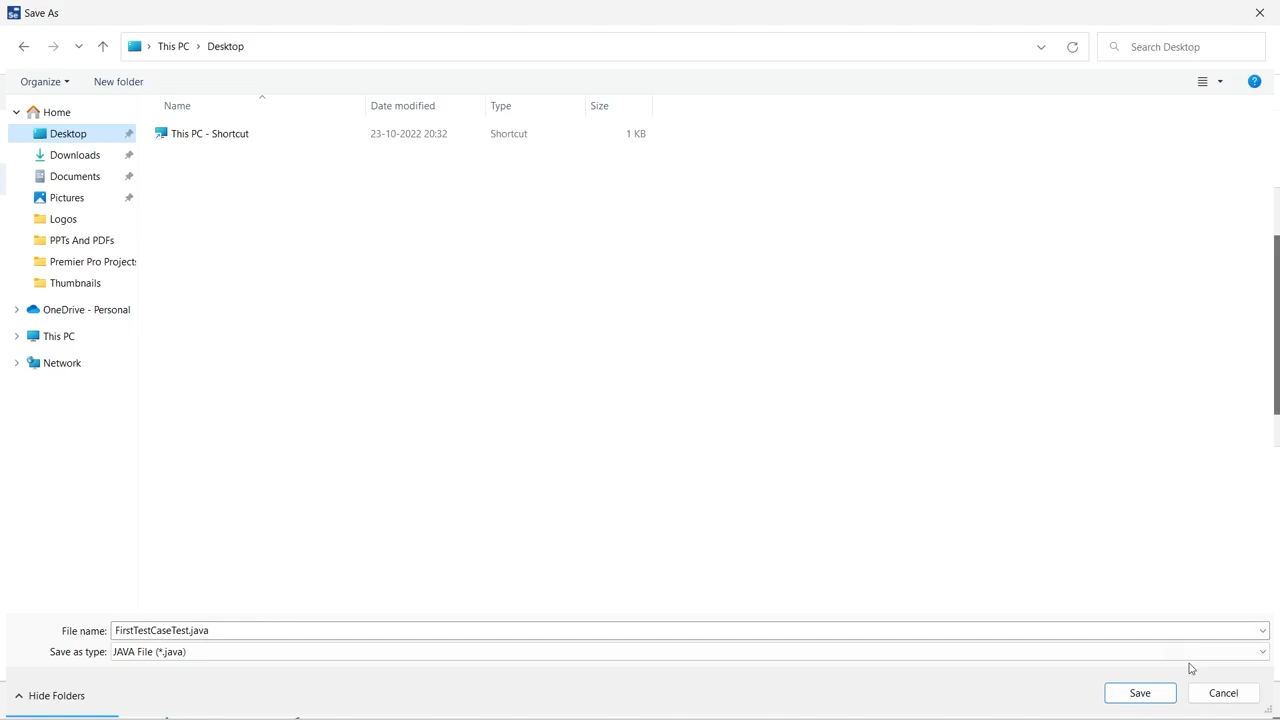 Se Save As
This PC > Desktop
Search Desktop
Organize
New folder
?
Name
Date modified
Type
Size
Home
Desktop
This PC - Shortcut
23-10-2022 20:32
Shortcut
1 KB
Downloads
Documents
Pictures
Logos
PPTs And PDFs
Premier Pro Projects
Thumbnails
OneDrive - Personal
This PC
Network
File name: FirstTestCaseTest.java
Save as type: JAVA File (*.java)
Hide Folders
Save
Cancel